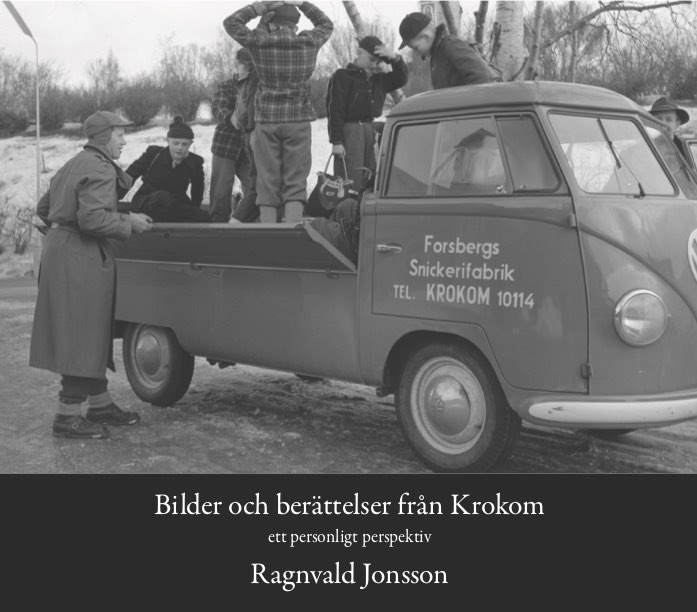 Forsbergs
Snickerifabrik
TEL. KROKOM 10114
Bilder och berättelser från Krokom
ett personligt perspektiv
Ragnvald Jonsson